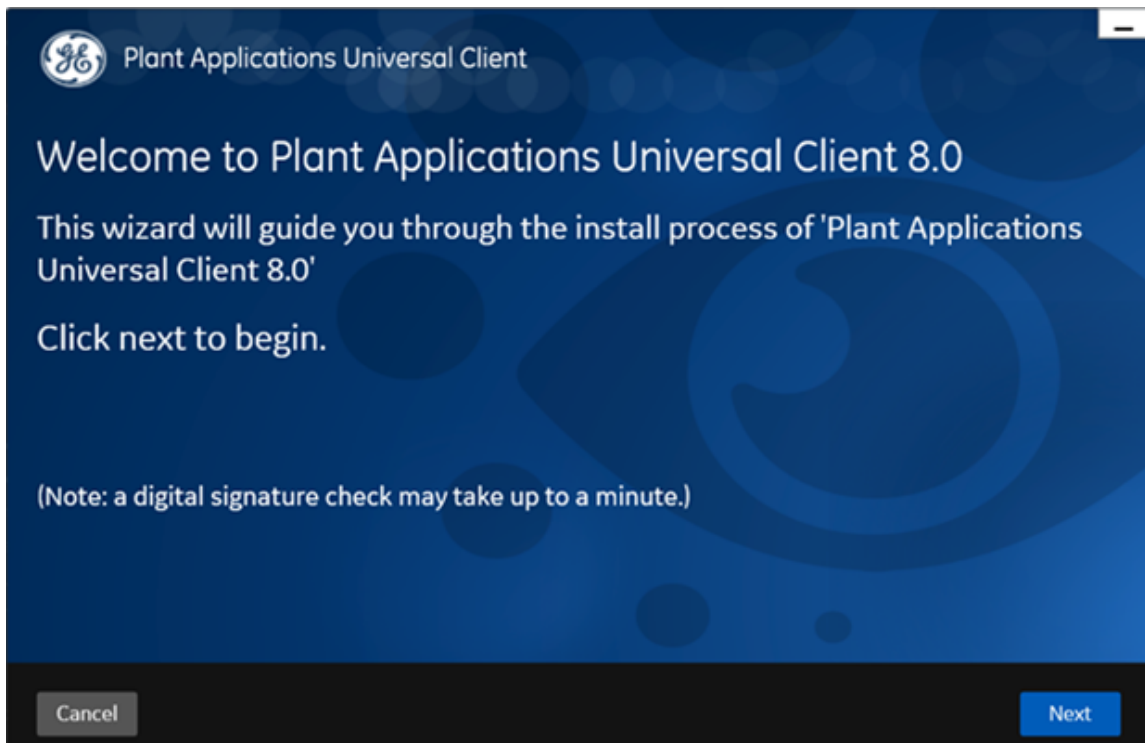 Plant Applications Universal Client
Welcome to Plant Applications Universal Client 8.0
This wizard will guide you through the install process of 'Plant Applications
Universal Client 8.0'
Click next to begin.
(Note: a digital signature check may take up to a minute.)
Cancel
Next